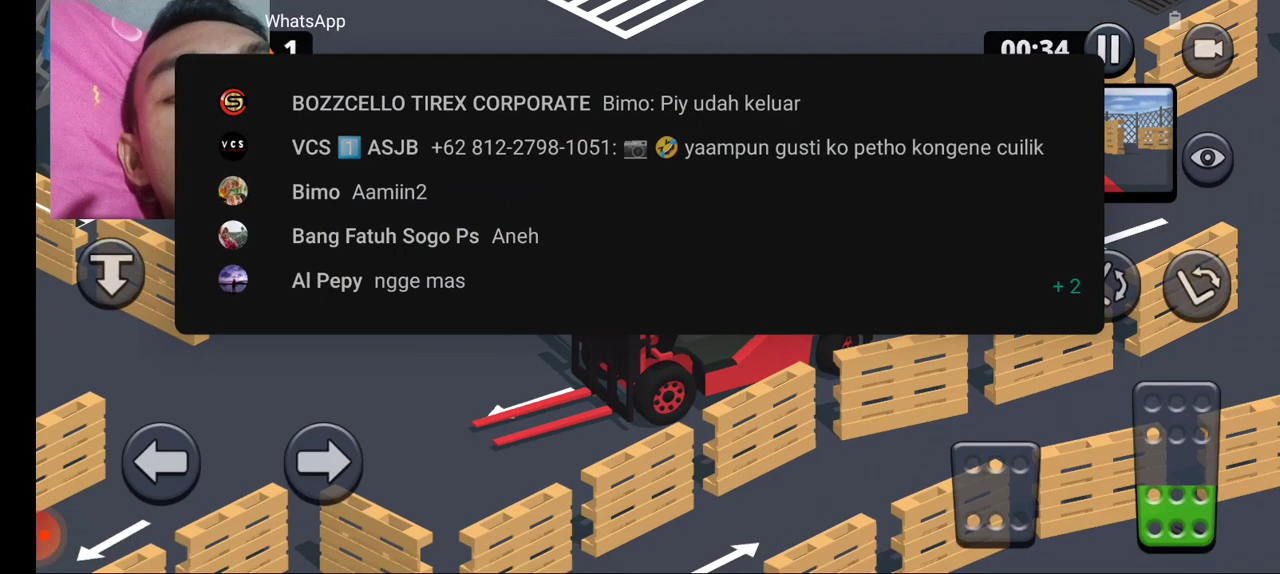 WhatsApp
1
00:34
BOZZCELLO TIREX CORPORATE Bimo: Piy udah keluar
VCS 1️⃣ ASJB +62 812-2798-1051: 📷 🤣 yaampun gusti ko petho kongene cuilik
Bimo Aamiin2
Bang Fatuh Sogo Ps Aneh
Al Pepy ngge mas
+ 2
VCS